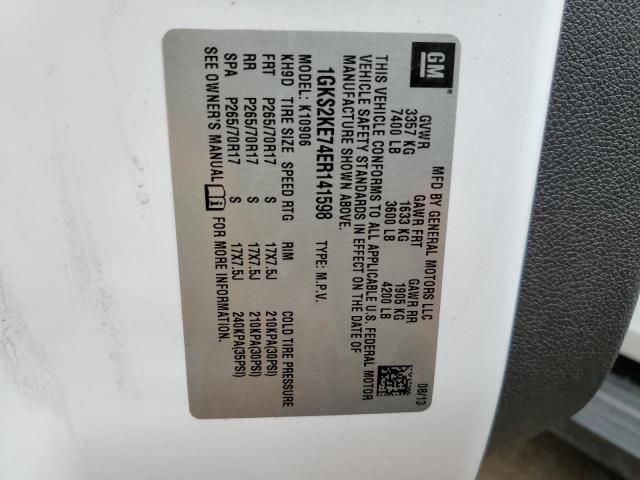 GM
MFD BY GENERAL MOTORS LLC 08/13
GVWR GAWR FRT GAWR RR
3357 KG 1633 KG 1905 KG
7400 LB 3600 LB 4200 LB
THIS VEHICLE CONFORMS TO ALL APPLICABLE U.S. FEDERAL MOTOR
VEHICLE SAFETY STANDARDS IN EFFECT ON THE DATE OF
MANUFACTURE SHOWN ABOVE.
1GKS2KE74ER141598 TYPE: M.P.V.
MODEL: K10906
KH9D TIRE SIZE SPEED RTG RIM COLD TIRE PRESSURE
FRT P265/70R17 S 17X7.5J 210KPA(30PSI)
RR P265/70R17 S 17X7.5J 210KPA(30PSI)
SPA P265/70R17 S 17X7.5J 240KPA(35PSI)
SEE OWNER'S MANUAL FOR MORE INFORMATION.